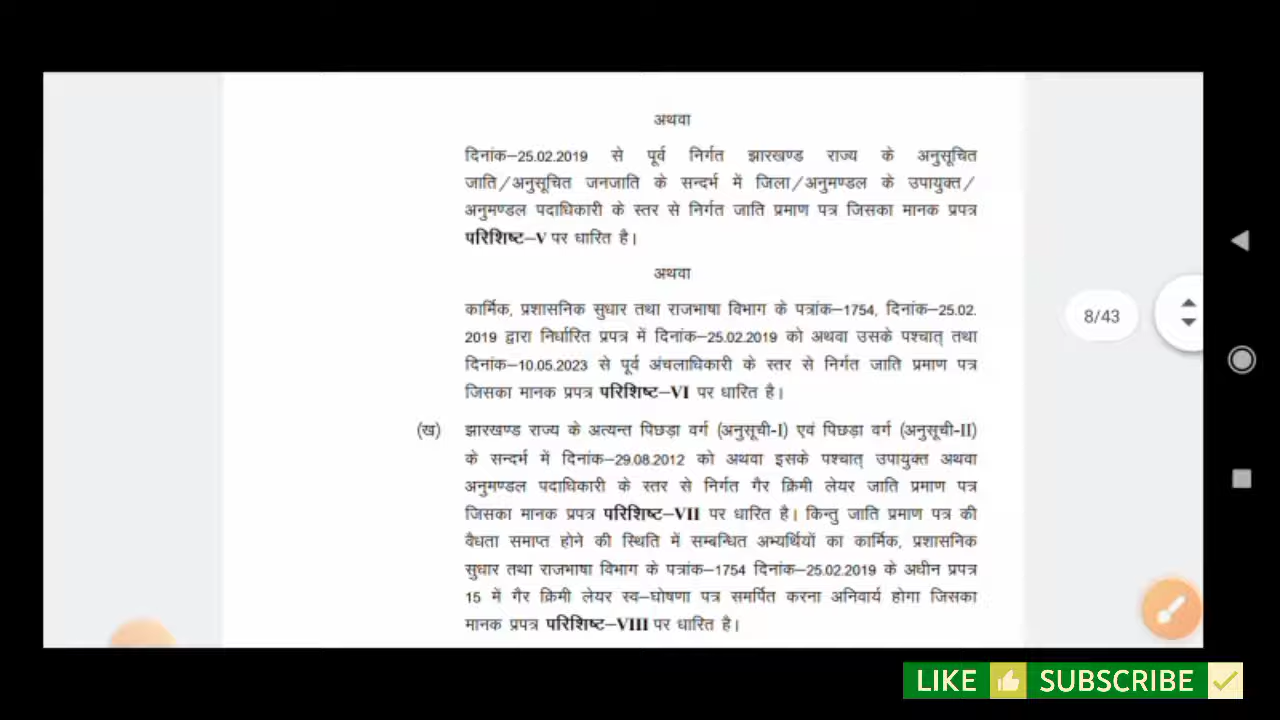 अथवा
दिनांक–25.02.2019 से पूर्व निर्गत झारखण्ड राज्य के अनुसूचित
जाति/अनुसूचित जनजाति के सन्दर्भ में जिला/अनुमण्डल के उपायुक्त/
अनुमण्डल पदाधिकारी के स्तर से निर्गत जाति प्रमाण पत्र जिसका मानक प्रपत्र
परिशिष्ट–V पर धारित है।
अथवा
कार्मिक, प्रशासनिक सुधार तथा राजभाषा विभाग के पत्रांक–1754, दिनांक–25.02.
2019 द्वारा निर्धारित प्रपत्र में दिनांक–25.02.2019 को अथवा उसके पश्चात् तथा
दिनांक–10.05.2023 से पूर्व अंचलाधिकारी के स्तर से निर्गत जाति प्रमाण पत्र
जिसका मानक प्रपत्र परिशिष्ट–VI पर धारित है।
8/43
(ख) झारखण्ड राज्य के अत्यन्त पिछड़ा वर्ग (अनुसूची-I) एवं पिछड़ा वर्ग (अनुसूची-II)
के सन्दर्भ में दिनांक–29.08.2012 को अथवा इसके पश्चात् उपायुक्त अथवा
अनुमण्डल पदाधिकारी के स्तर से निर्गत गैर क्रिमी लेयर जाति प्रमाण पत्र
जिसका मानक प्रपत्र परिशिष्ट–VII पर धारित है। किन्तु जाति प्रमाण पत्र की
वैधता समाप्त होने की स्थिति में सम्बन्धित अभ्यर्थियों का कार्मिक, प्रशासनिक
सुधार तथा राजभाषा विभाग के पत्रांक–1754 दिनांक–25.02.2019 के अधीन प्रपत्र
15 में गैर क्रिमी लेयर स्व–घोषणा पत्र समर्पित करना अनिवार्य होगा जिसका
मानक प्रपत्र परिशिष्ट–VIII पर धारित है।
LIKE SUBSCRIBE